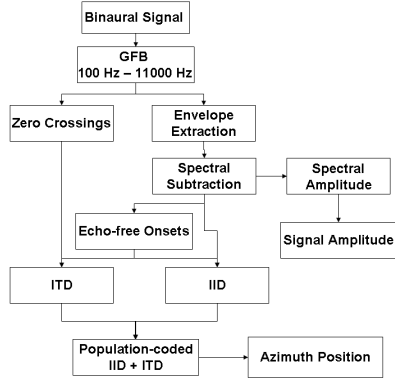 Binaural Signal
GFB
100 Hz – 11000 Hz
Zero Crossings
Envelope
Extraction
Spectral
Subtraction
Spectral
Amplitude
Echo-free Onsets
Signal Amplitude
ITD
IID
Population-coded
IID + ITD
Azimuth Position